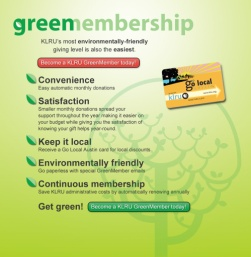 greenmembership
KLRU's most environmentally-friendly
giving level is also the easiest.
Become a KLRU GreenMember today!
go local
klru
Convenience
Easy automatic monthly donations
Satisfaction
Smaller monthly donations spread your
support throughout the year making it easier on
your budget while giving you the satisfaction of
knowing your gift helps year-round.
Keep it local
Receive a Go Local Austin card for local discounts
Environmentally friendly
Go paperless with special GreenMember emails
Continuous membership
Save KLRU administrative costs by automatically renewing annually
Get green!
Become a KLRU GreenMember today!